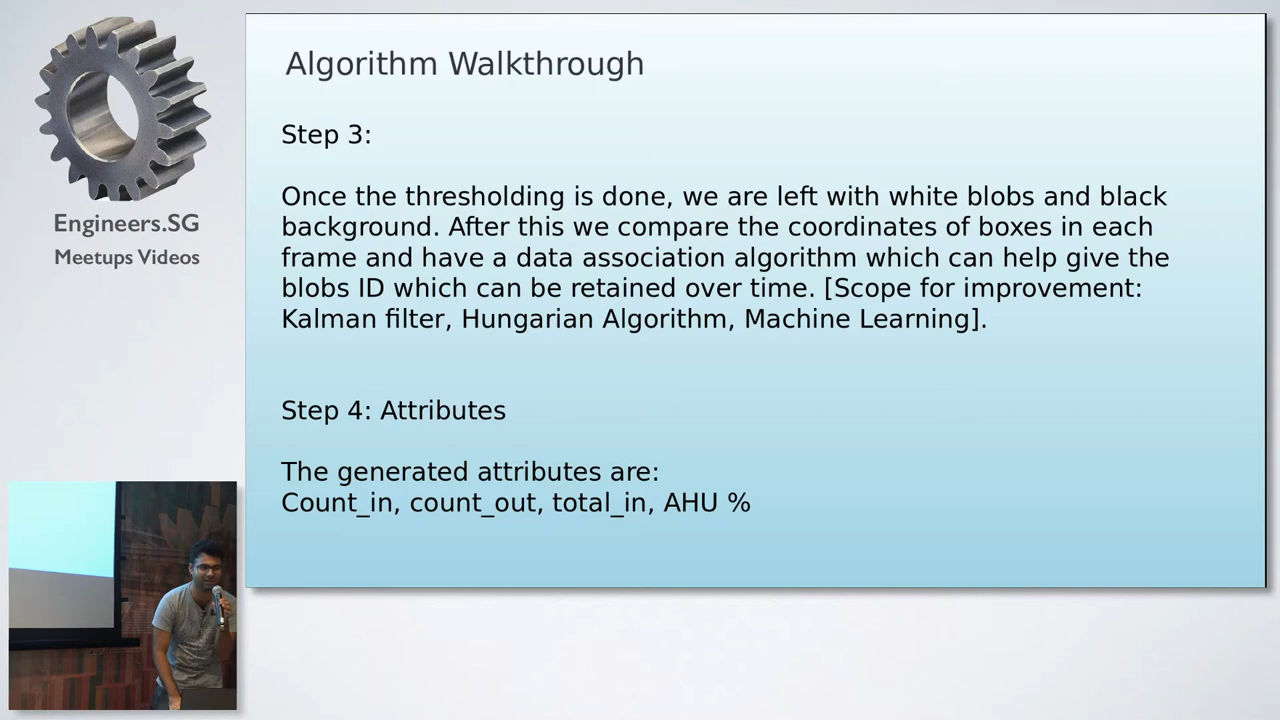 Algorithm Walkthrough
Step 3:
Once the thresholding is done, we are left with white blobs and black
background. After this we compare the coordinates of boxes in each
frame and have a data association algorithm which can help give the
blobs ID which can be retained over time. [Scope for improvement:
Kalman filter, Hungarian Algorithm, Machine Learning].
Step 4: Attributes
The generated attributes are:
Count_in, count_out, total_in, AHU %
Engineers.SG
Meetups Videos